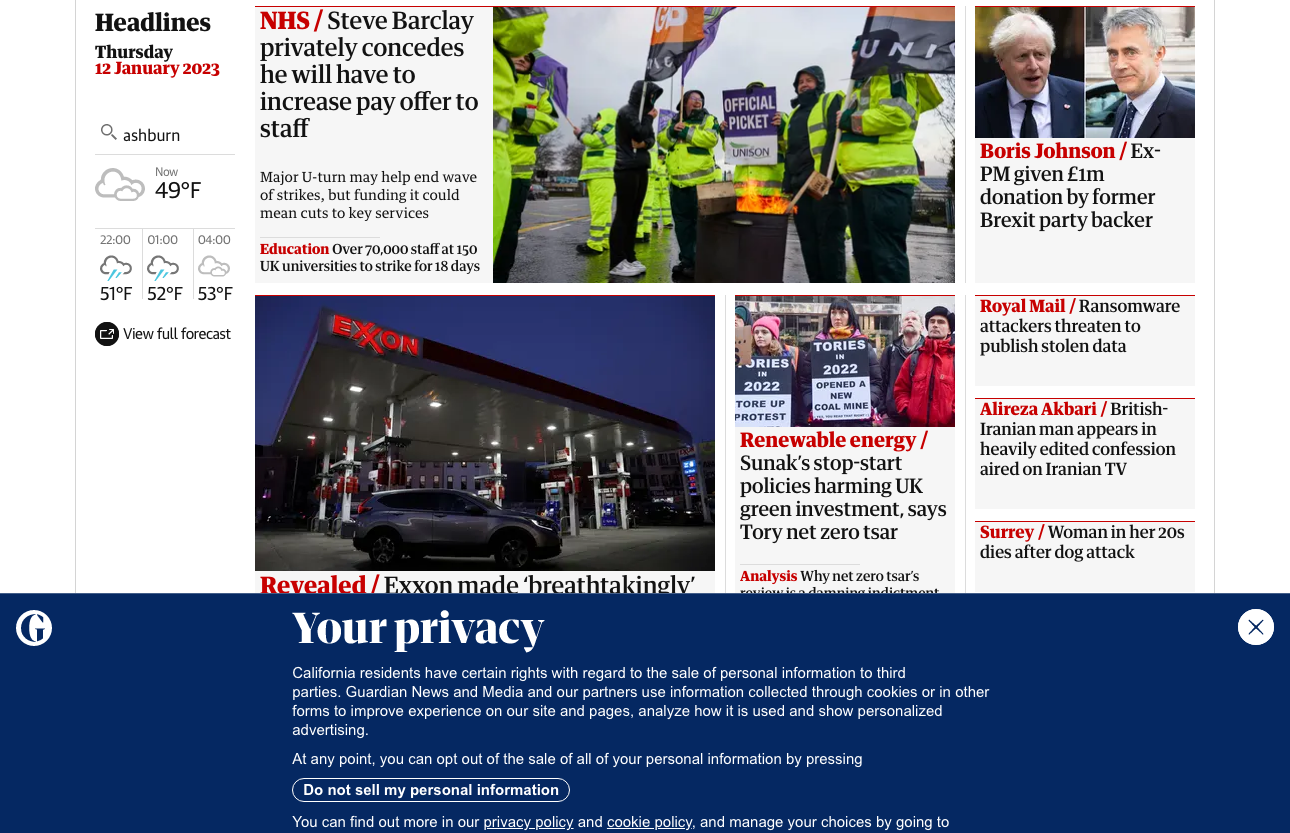 Headlines
Thursday
12 January 2023
ashburn
Now
49°F
22:00
51°F
01:00
52°F
04:00
53°F
View full forecast
NHS / Steve Barclay
privately concedes
he will have to
increase pay offer to
staff
Major U-turn may help end wave
of strikes, but funding it could
mean cuts to key services
Education Over 70,000 staff at 150
UK universities to strike for 18 days
OFFICIAL
PICKET
UNISON
UNIS
Boris Johnson / Ex-
PM given £1m
donation by former
Brexit party backer
EXXON
Revealed / Exxon made ‘breathtakingly’
TORIES
IN
2022
TORE UP
PROTEST
TORIES
IN
2022
OPENED A
NEW
COAL MINE
Renewable energy /
Sunak’s stop-start
policies harming UK
green investment, says
Tory net zero tsar
Analysis Why net zero tsar’s
review is a damning indictment
Royal Mail / Ransomware
attackers threaten to
publish stolen data
Alireza Akbari / British-
Iranian man appears in
heavily edited confession
aired on Iranian TV
Surrey / Woman in her 20s
dies after dog attack
Your privacy
California residents have certain rights with regard to the sale of personal information to third
parties. Guardian News and Media and our partners use information collected through cookies or in other
forms to improve experience on our site and pages, analyze how it is used and show personalized
advertising.
At any point, you can opt out of the sale of all of your personal information by pressing
Do not sell my personal information
You can find out more in our privacy policy and cookie policy, and manage your choices by going to